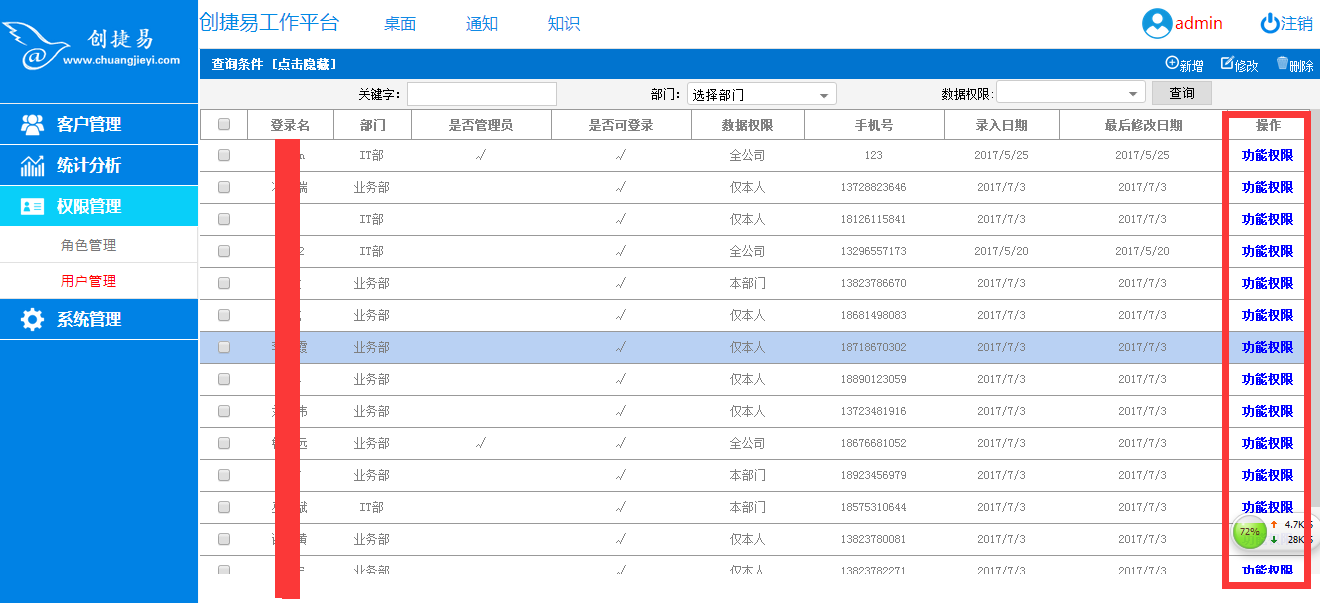 创捷易
www.chuangjieyi.com
创捷易工作平台 桌面 通知 知识 admin 注销
查询条件【点击隐藏】 新增 修改 删除
关键字： 部门： 选择部门 数据权限： 查询
客户管理
统计分析
权限管理
角色管理
用户管理
系统管理
登录名 部门 是否管理员 是否可登录 数据权限 手机号 录入日期 最后修改日期 操作
IT部 √ √ 全公司 123 2017/5/25 2017/5/25 功能权限
业务部 √ 仅本人 13728823646 2017/7/3 2017/7/3 功能权限
IT部 √ 仅本人 18126115841 2017/7/3 2017/7/3 功能权限
2 IT部 √ 全公司 13296557173 2017/5/20 2017/5/20 功能权限
业务部 √ 本部门 13823786670 2017/7/3 2017/7/3 功能权限
业务部 √ 仅本人 18681498083 2017/7/3 2017/7/3 功能权限
霞 业务部 √ 仅本人 18718670302 2017/7/3 2017/7/3 功能权限
业务部 √ 仅本人 18890123059 2017/7/3 2017/7/3 功能权限
伟 业务部 √ 仅本人 13723481916 2017/7/3 2017/7/3 功能权限
远 业务部 √ √ 全公司 18676681052 2017/7/3 2017/7/3 功能权限
业务部 √ 本部门 18923456979 2017/7/3 2017/7/3 功能权限
斌 IT部 √ 本部门 18575310644 2017/7/3 2017/7/3 功能权限
业务部 √ 仅本人 13823780081 2017/7/3 2017/7/3
业务部 √ 仅本人 13823782271 2017/7/3 2017/7/3 功能权限
72% 4.7K/S
28K/S